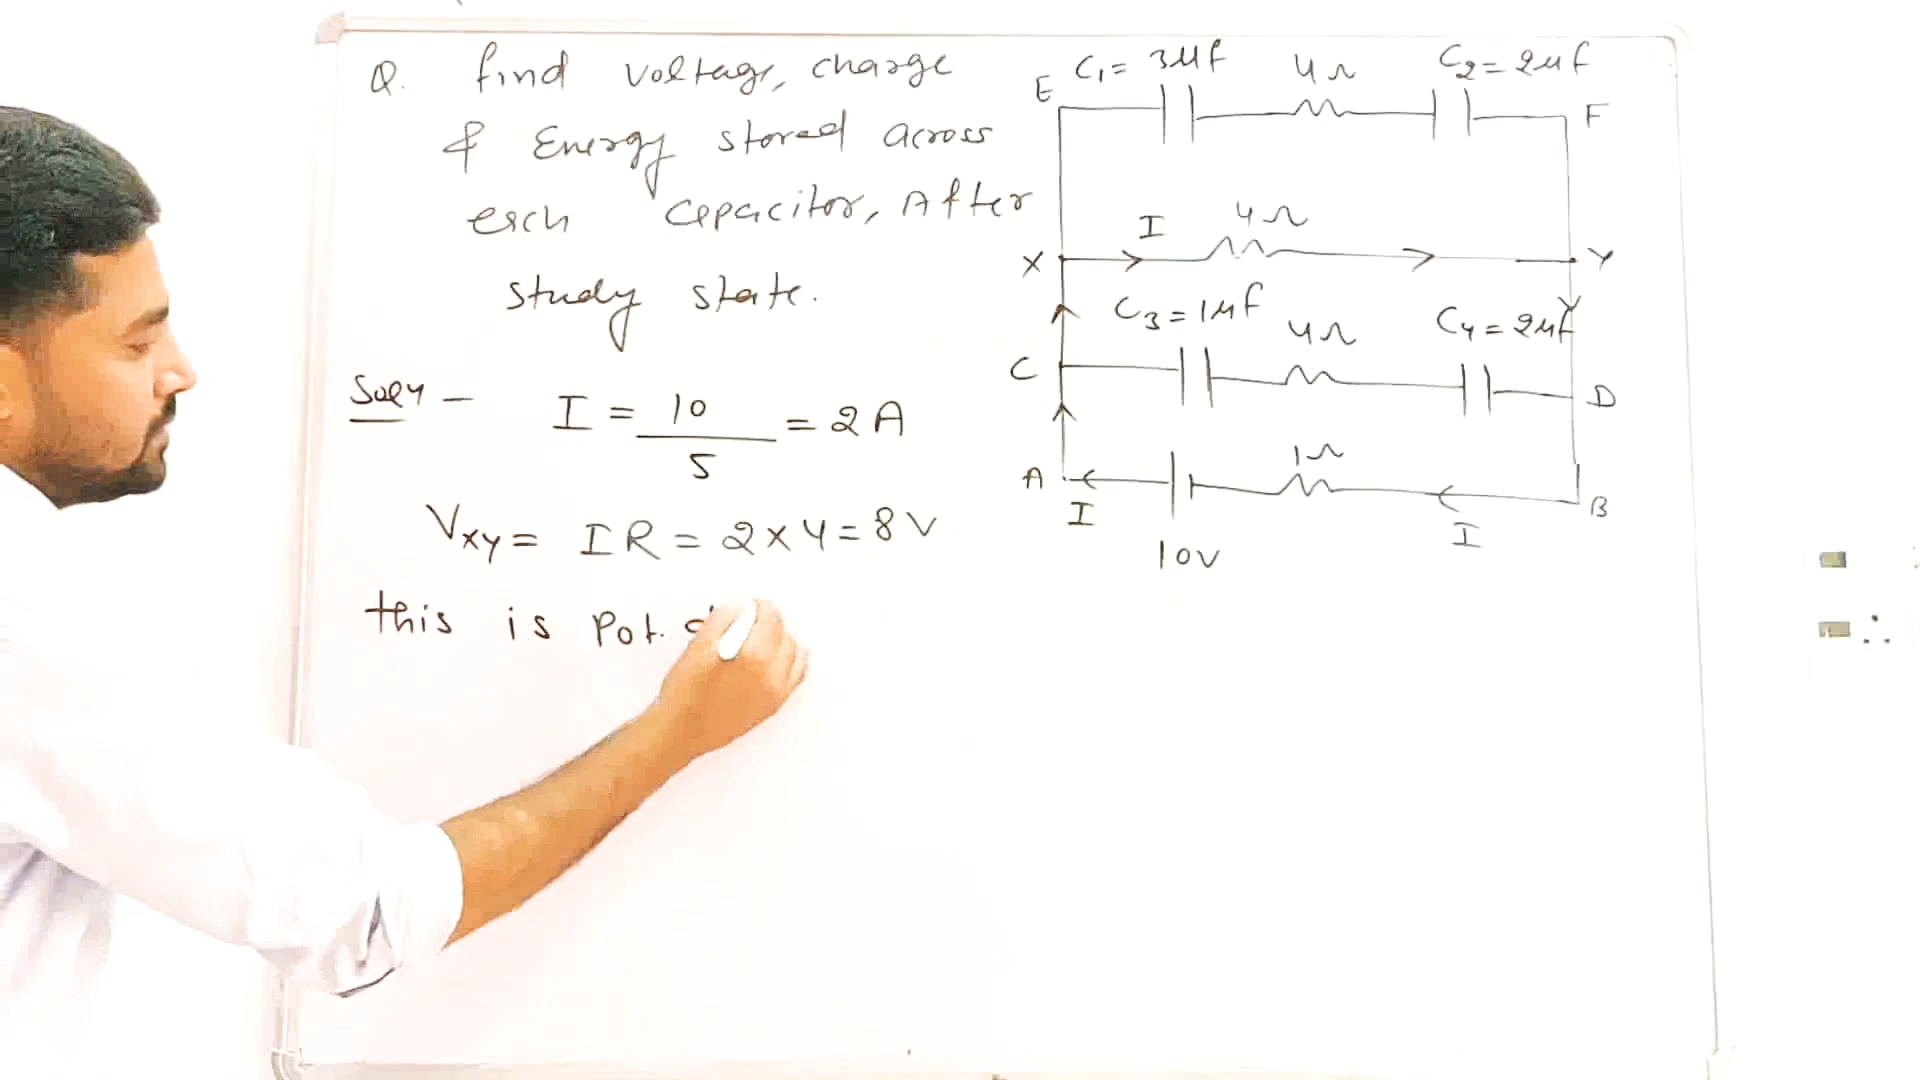 Q. find voltage, charge
& Energy stored across
each capacitor, After
study state.
Soln -
I = 10/5 = 2A
Vxy = IR = 2×4=8V
this is Pot.
E C₁= 3μf 4Ω C₂=2μf F
X I 4Ω Y
C C₃=1μf 4Ω C₄=2μf D
A I 10V 1Ω I B
∴